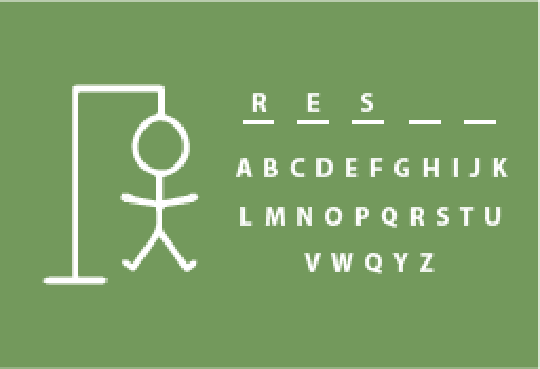 R E S _ _
A B C D E F G H I J K
L M N O P Q R S T U
V W Q Y Z